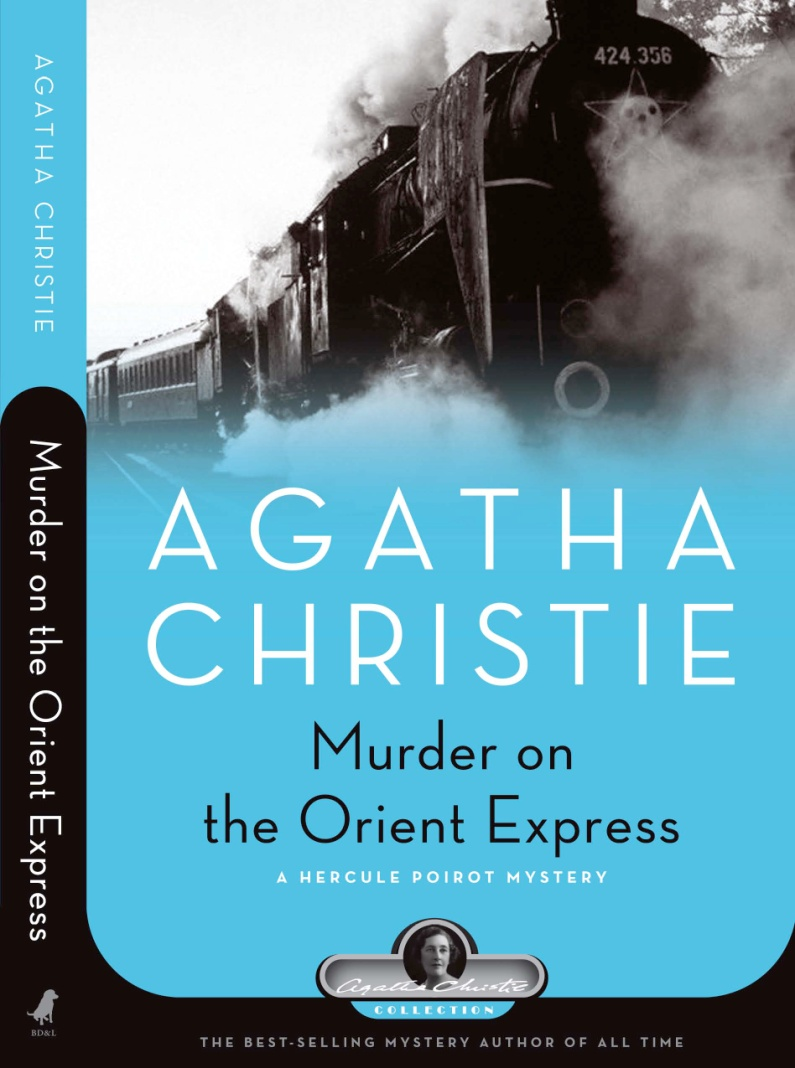 AGATHA CHRISTIE
Murder on the Orient Express
BD&L
424.356
AGATHA
CHRISTIE
Murder on
the Orient Express
A HERCULE POIROT MYSTERY
Agatha Christie
COLLECTION
THE BEST-SELLING MYSTERY AUTHOR OF ALL TIME